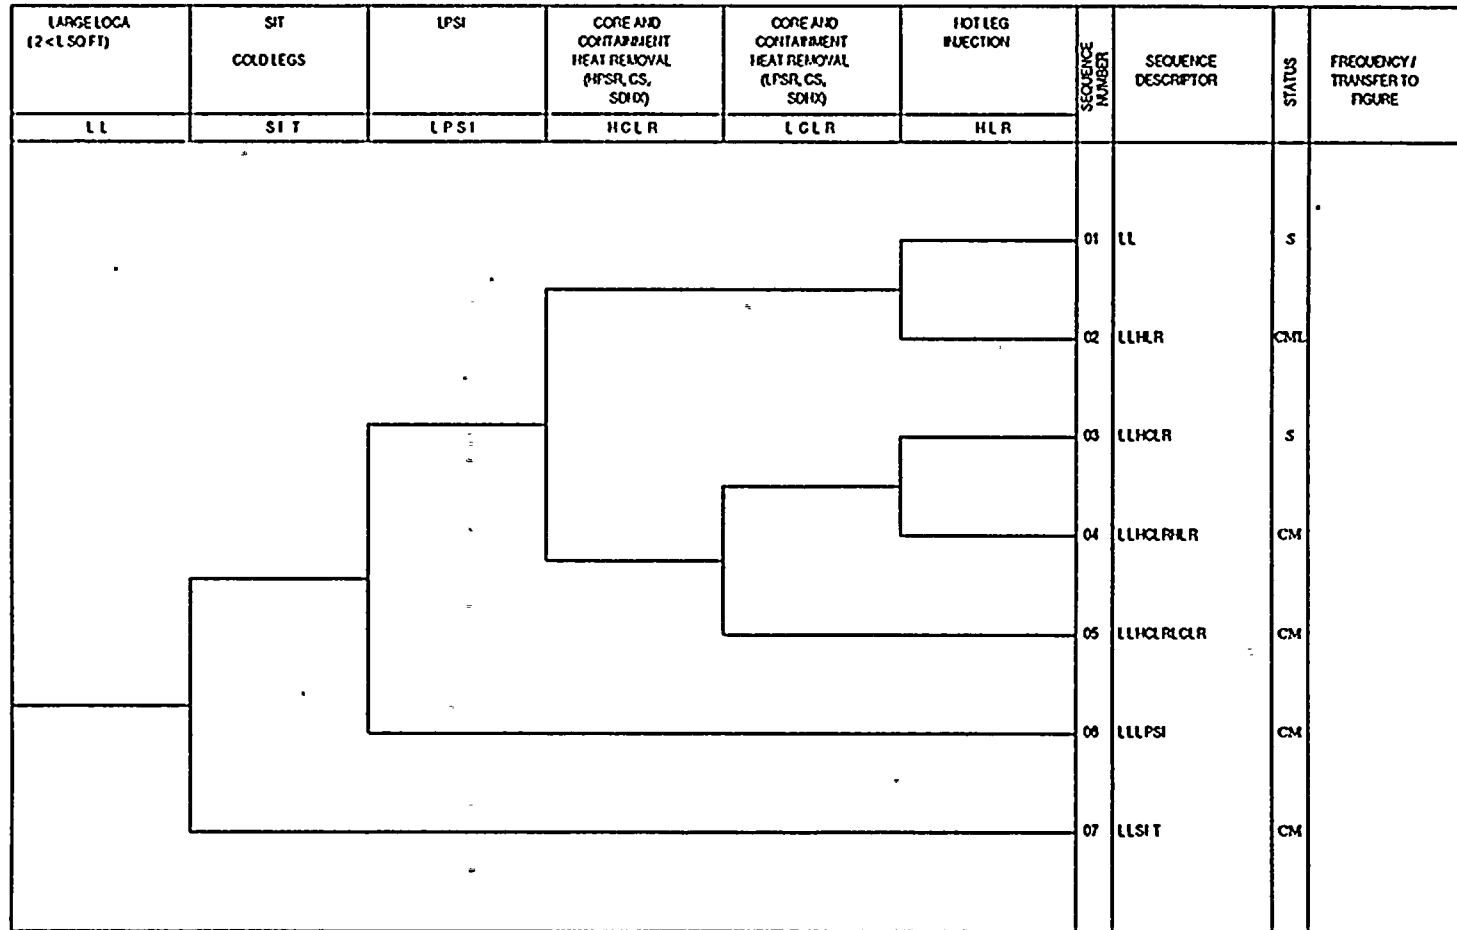 LARGE LOCA
(.2 < L SQ FT)
SIT
COLD LEGS
LPSI
CORE AND
CONTAINMENT
HEAT REMOVAL
(HPSR, CS,
SDHX)
CORE AND
CONTAINMENT
HEAT REMOVAL
(LPSR, CS,
SDHX)
HOT LEG
INJECTION
SEQUENCE
NUMBER
SEQUENCE
DESCRIPTOR
STATUS
FREQUENCY /
TRANSFER TO
FIGURE
LL
SIT
LPSI
HCLR
LCLR
HLR
01 LL S
02 LLHLR CML
03 LLHCLR S
04 LLHCLRHLR CM
05 LLHCLRLCLR CM
06 LLLPSI CM
07 LLSIT CM